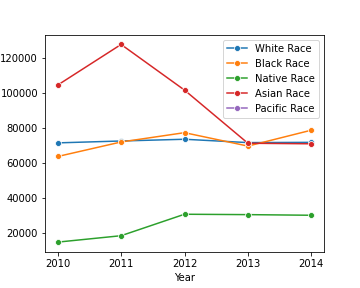 White Race
Black Race
Native Race
Asian Race
Pacific Race
120000
100000
80000
60000
40000
20000
2010 2011 2012 2013 2014
Year